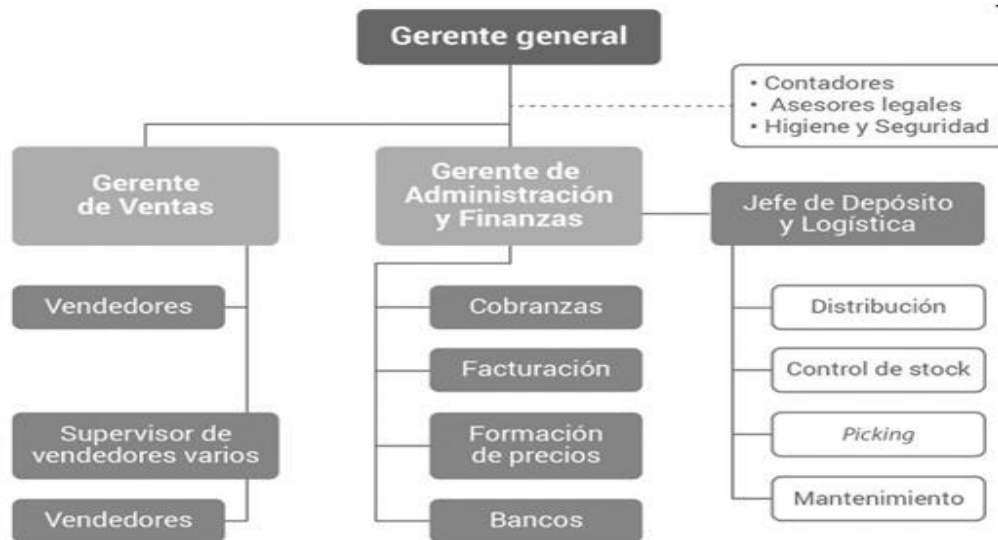 Gerente general
• Contadores
• Asesores legales
• Higiene y Seguridad
Gerente
de Ventas
Gerente de
Administración
y Finanzas
Jefe de Depósito
y Logística
Vendedores
Supervisor de
vendedores varios
Vendedores
Cobranzas
Facturación
Formación
de precios
Bancos
Distribución
Control de stock
Picking
Mantenimiento